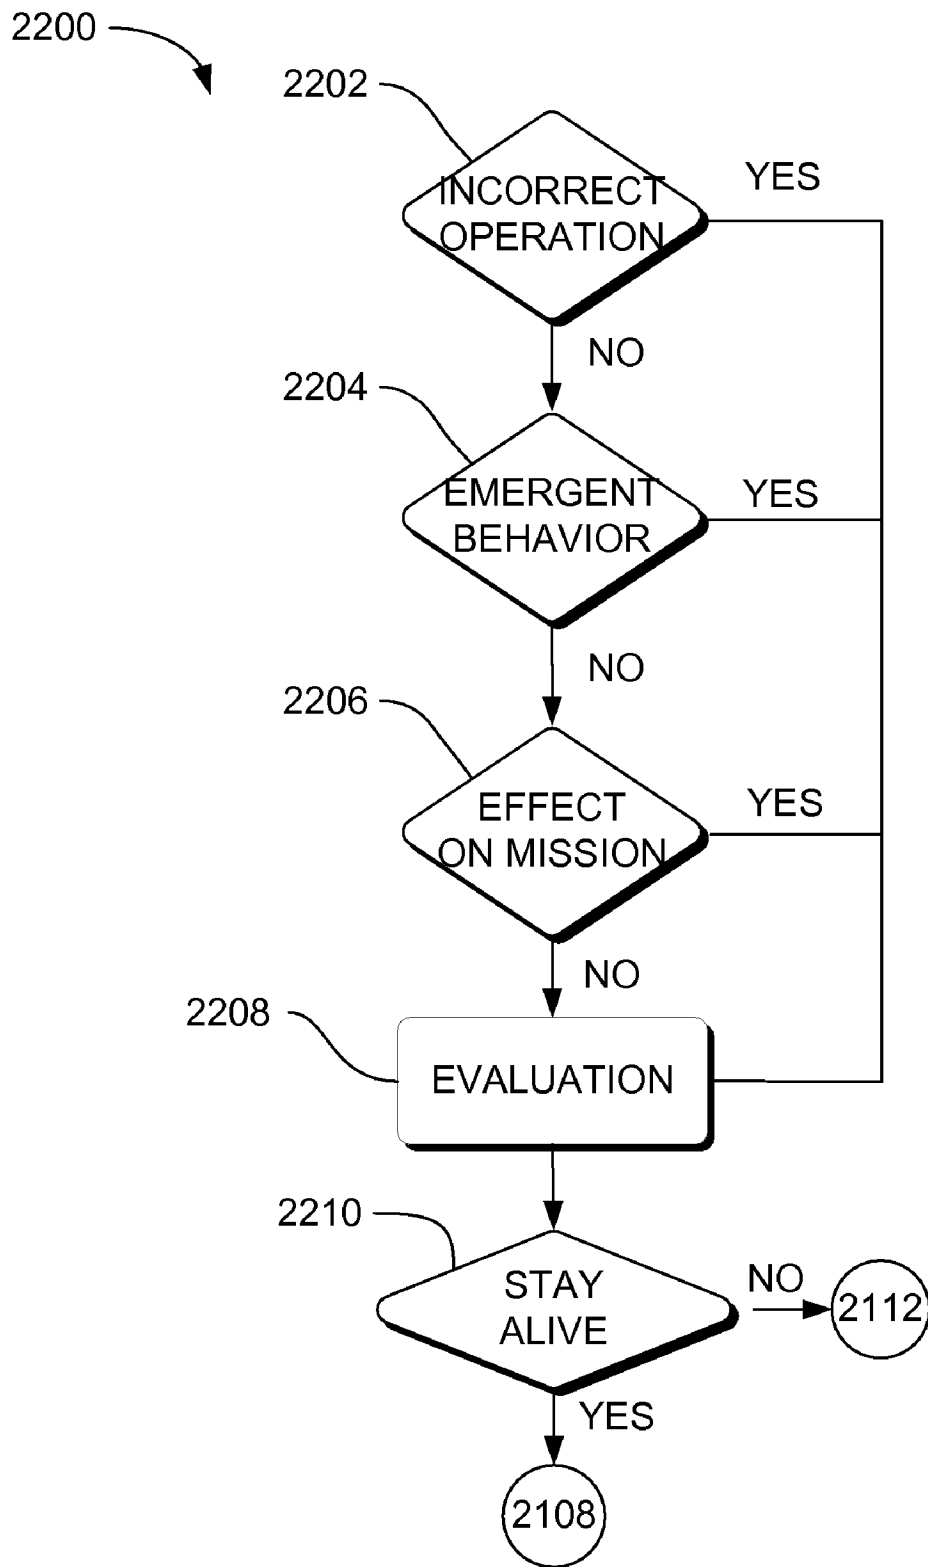 2200
2202
INCORRECT
OPERATION
YES
NO
2204
EMERGENT
BEHAVIOR
YES
NO
2206
EFFECT
ON MISSION
YES
NO
2208
EVALUATION
2210
STAY
ALIVE
NO
2112
YES
2108